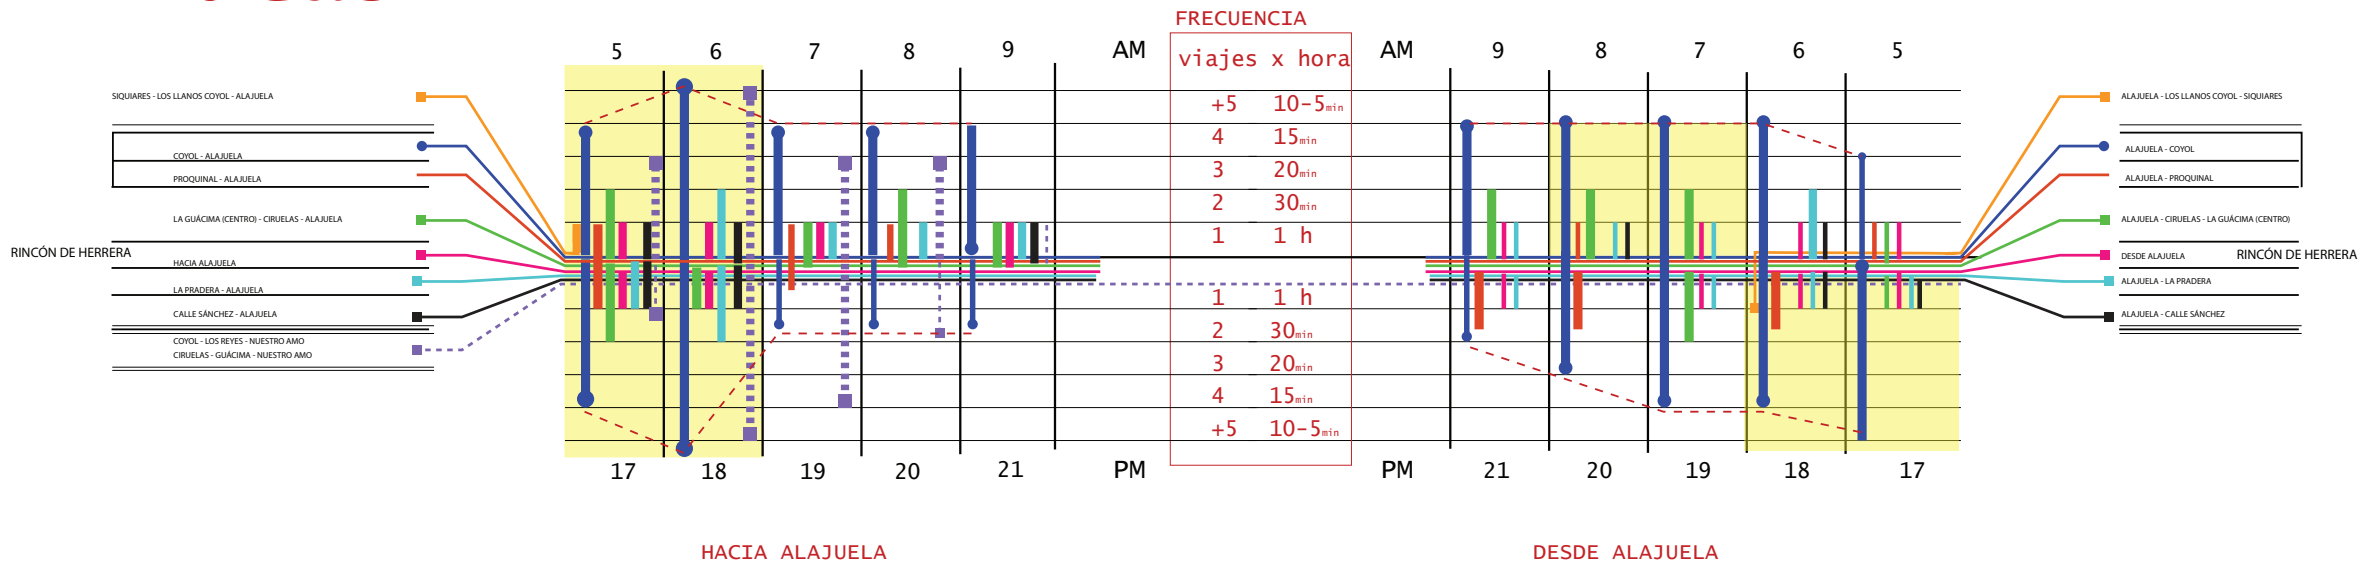 FRECUENCIA
5 6 7 8 9 AM
viajes x hora
AM 9 8 7 6 5
+5 10-5min
4 15min
3 20min
2 30min
1 1 h
1 1 h
2 30min
3 20min
4 15min
+5 10-5min
17 18 19 20 21 PM
PM 21 20 19 18 17
SIQUIARES - LOS LLANOS COYOL - ALAJUELA
COYOL - ALAJUELA
PROQUINAL - ALAJUELA
LA GUÁCIMA (CENTRO) - CIRUELAS - ALAJUELA
RINCÓN DE HERRERA
HACIA ALAJUELA
LA PRADERA - ALAJUELA
CALLE SÁNCHEZ - ALAJUELA
COYOL - LOS REYES - NUESTRO AMO
CIRUELAS - GUÁCIMA - NUESTRO AMO
ALAJUELA - LOS LLANOS COYOL - SIQUIARES
ALAJUELA - COYOL
ALAJUELA - PROQUINAL
ALAJUELA - CIRUELAS - LA GUÁCIMA (CENTRO)
DESDE ALAJUELA
RINCÓN DE HERRERA
ALAJUELA - LA PRADERA
ALAJUELA - CALLE SÁNCHEZ
HACIA ALAJUELA
DESDE ALAJUELA